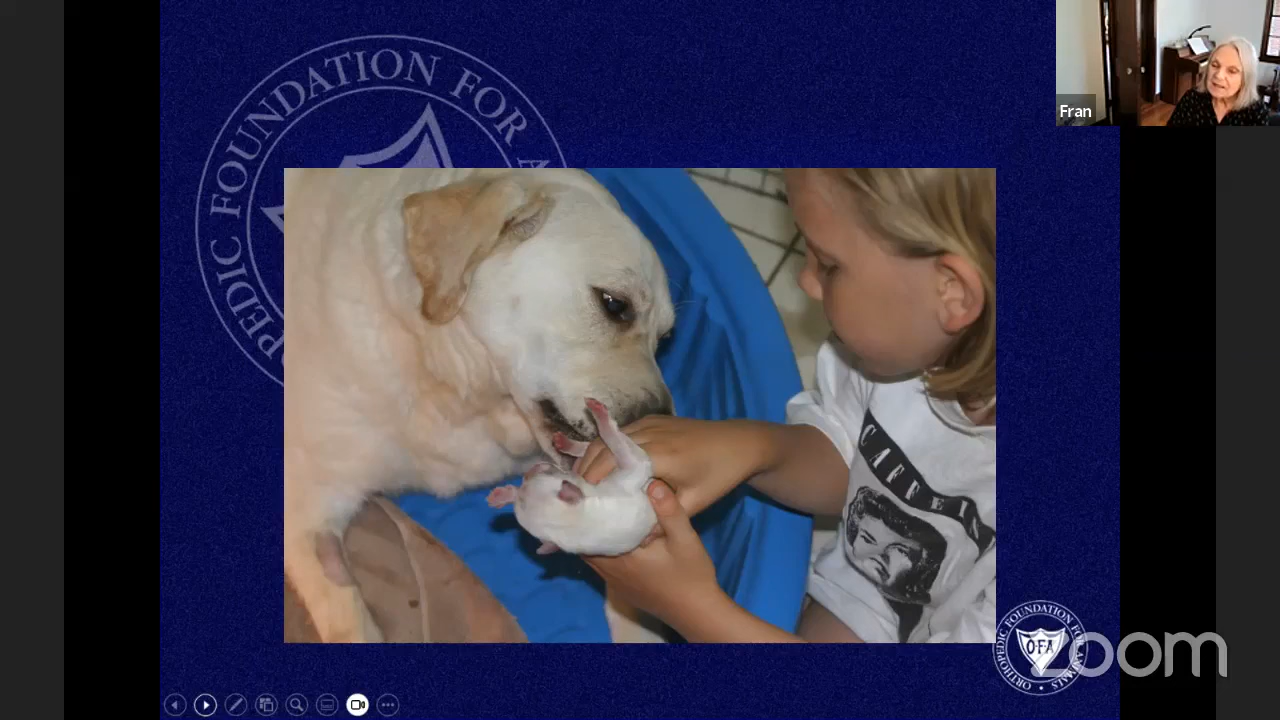 ORTHOPEDIC FOUNDATION FOR A
Fran
CAFFEIN
ORTHOPEDIC FOUNDATION FOR ANIMALS
OFA
zoom